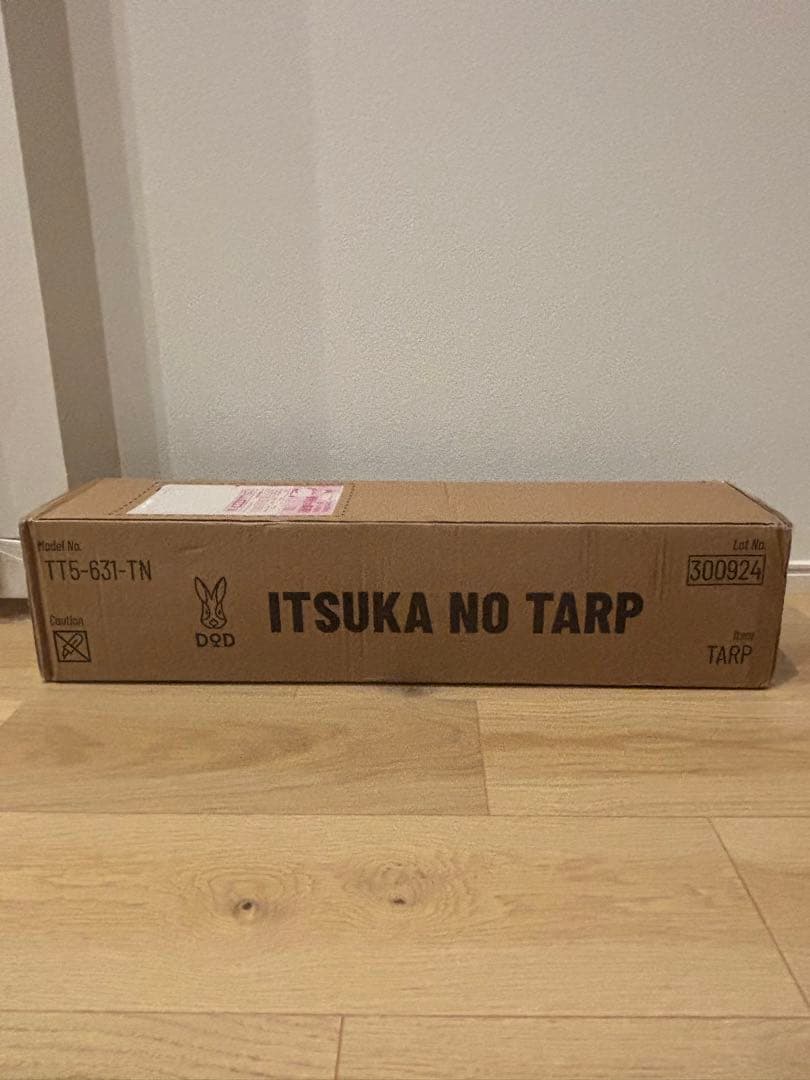 Model No.
TT5-631-TN
Caution
DOD
ITSUKA NO TARP
Lot No.
300924
Item
TARP